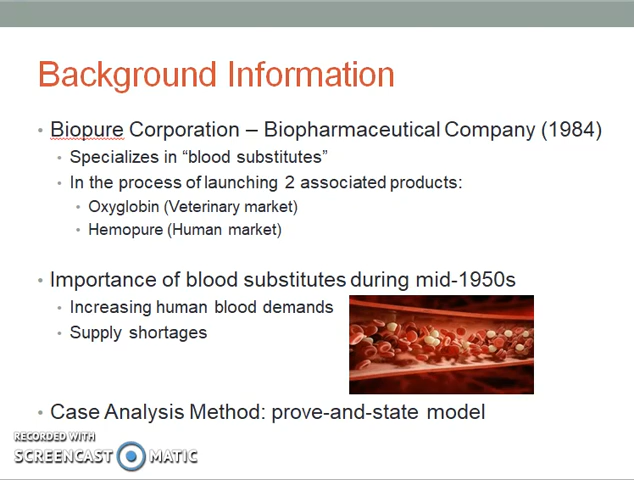 Background Information
• Biopure Corporation – Biopharmaceutical Company (1984)
• Specializes in “blood substitutes”
• In the process of launching 2 associated products:
• Oxyglobin (Veterinary market)
• Hemopure (Human market)
• Importance of blood substitutes during mid-1950s
• Increasing human blood demands
• Supply shortages
• Case Analysis Method: prove-and-state model
RECORDED WITH
SCREENCAST MATIC